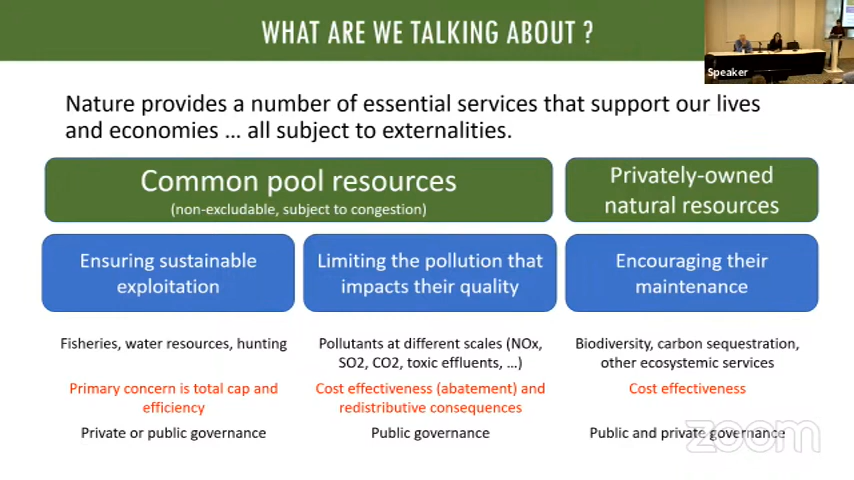 WHAT ARE WE TALKING ABOUT ?
Speaker
Nature provides a number of essential services that support our lives
and economies ... all subject to externalities.
Common pool resources
(non-excludable, subject to congestion)
Privately-owned
natural resources
Ensuring sustainable
exploitation
Limiting the pollution that
impacts their quality
Encouraging their
maintenance
Fisheries, water resources, hunting
Primary concern is total cap and
efficiency
Private or public governance
Pollutants at different scales (NOx,
SO2, CO2, toxic effluents, ...)
Cost effectiveness (abatement) and
redistributive consequences
Public governance
Biodiversity, carbon sequestration,
other ecosystemic services
Cost effectiveness
Public and private governance
zoom